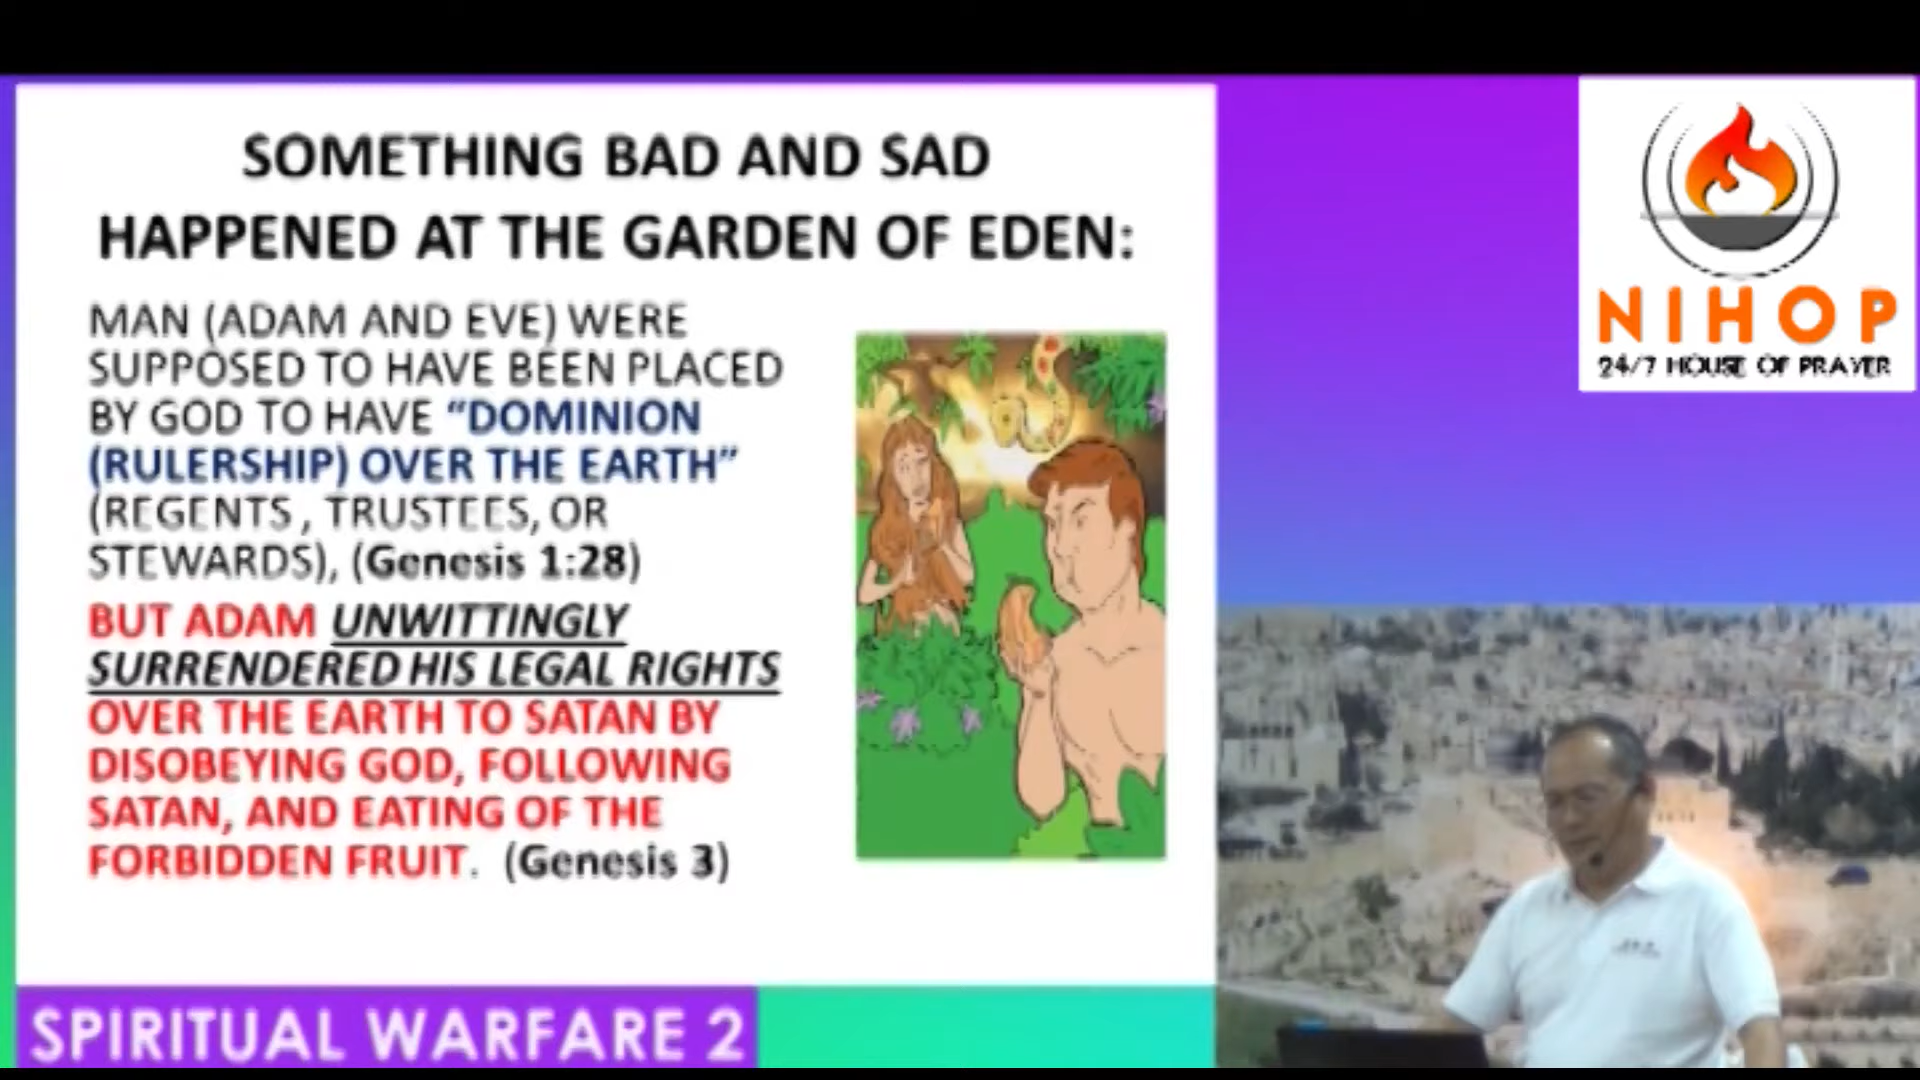 SOMETHING BAD AND SAD
HAPPENED AT THE GARDEN OF EDEN:
MAN (ADAM AND EVE) WERE
SUPPOSED TO HAVE BEEN PLACED
BY GOD TO HAVE “DOMINION
(RULERSHIP) OVER THE EARTH”
(REGENTS, TRUSTEES, OR
STEWARDS), (Genesis 1:28)
BUT ADAM UNWITTINGLY
SURRENDERED HIS LEGAL RIGHTS
OVER THE EARTH TO SATAN BY
DISOBEYING GOD, FOLLOWING
SATAN, AND EATING OF THE
FORBIDDEN FRUIT. (Genesis 3)
SPIRITUAL WARFARE 2
NIHOP
24/7 HOUSE OF PRAYER